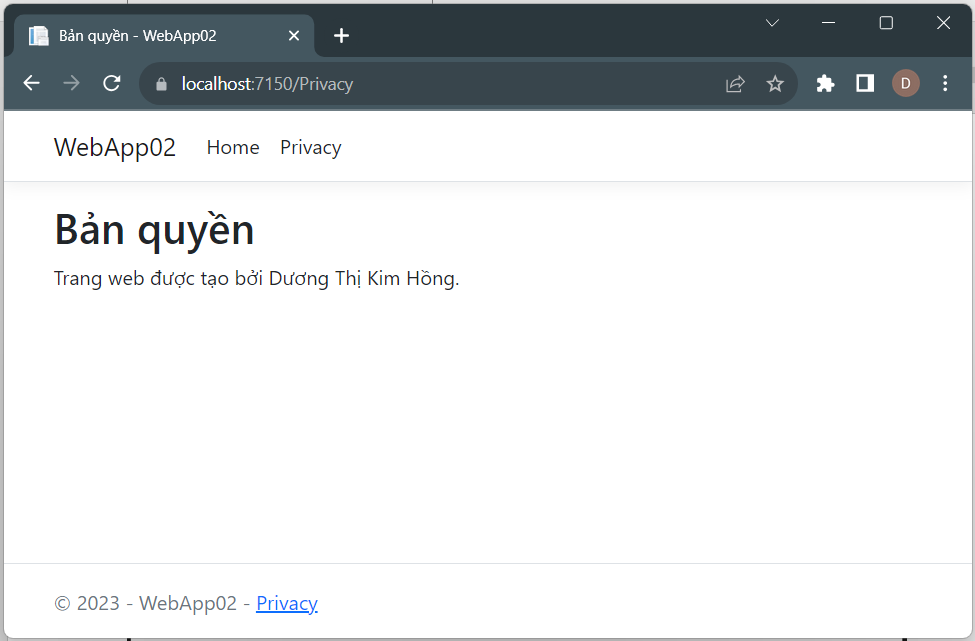 Bản quyền - WebApp02
localhost:7150/Privacy
D
WebApp02 Home Privacy
Bản quyền
Trang web được tạo bởi Dương Thị Kim Hồng.
© 2023 - WebApp02 - Privacy